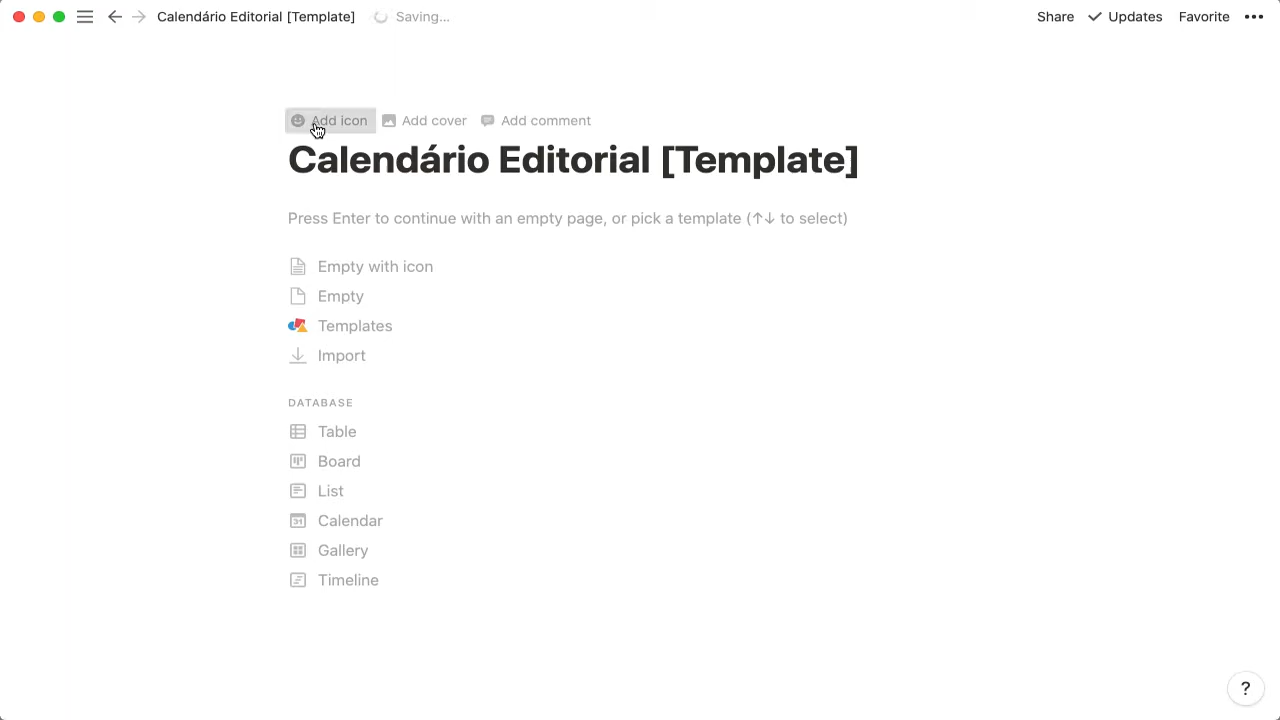 Calendário Editorial [Template] Saving... Share Updates Favorite
Add icon Add cover Add comment
Calendário Editorial [Template]
Press Enter to continue with an empty page, or pick a template (↑↓ to select)
Empty with icon
Empty
Templates
Import
DATABASE
Table
Board
List
31 Calendar
Gallery
Timeline
?